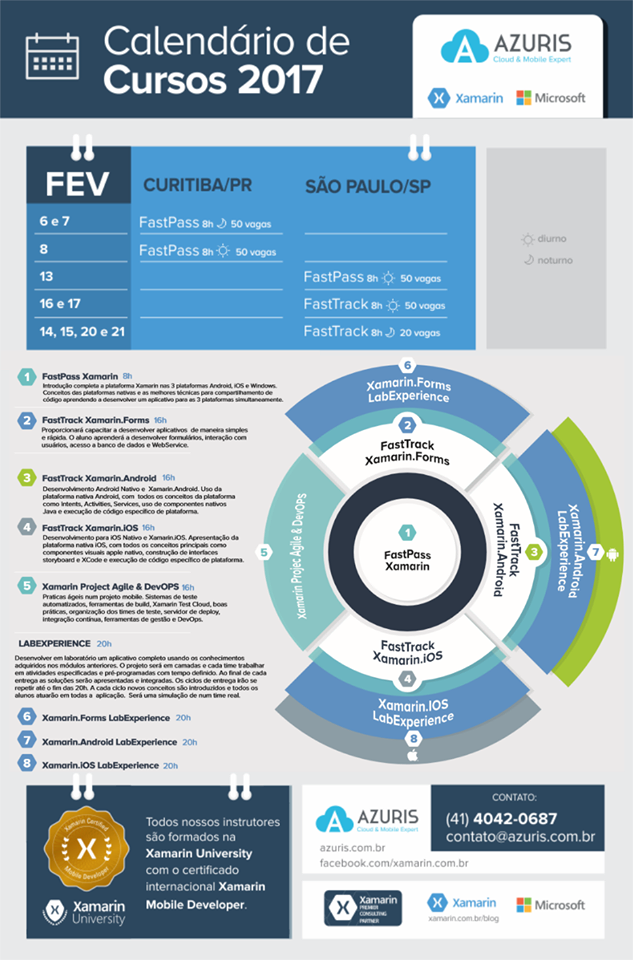 Calendário de
Cursos 2017
AZURIS
Cloud & Mobile Expert
Xamarin
Microsoft
FEV
CURITIBA/PR
SÃO PAULO/SP
6 e 7
FastPass 8h 50 vagas
8
FastPass 8h 50 vagas
13
FastPass 8h 50 vagas
16 e 17
FastTrack 8h 50 vagas
14, 15, 20 e 21
FastTrack 8h 20 vagas
diurno
noturno
1 FastPass Xamarin 8h
Introdução completa a plataforma Xamarin nas 3 plataformas Android, iOS e Windows.
Conceitos das plataformas nativas e as melhores técnicas para compartilhamento de
código aprendendo a desenvolver um aplicativo para as 3 plataformas simultaneamente.
2 FastTrack Xamarin.Forms 16h
Proporcionará capacitar a desenvolver aplicativos de maneira simples
e rápida. O aluno aprenderá a desenvolver formulários, interação com
usuários, acesso a banco de dados e WebService.
3 FastTrack Xamarin.Android 16h
Desenvolvimento Android Nativo e Xamarin.Android. Uso da
plataforma nativa Android, com todos os conceitos da plataforma
como Intents, Activities, Services, uso de componentes nativos
Java e execução de código específico de plataforma.
4 FastTrack Xamarin.iOS 16h
Desenvolvimento para iOS Nativo e Xamarin.iOS. Apresentação da
plataforma nativa iOS, com todos os conceitos principais como
componentes visuais apple nativo, construção de interfaces
storyboard e XCode e execução de código específico de plataforma.
5 Xamarin Project Agile & DevOPS 16h
Praticas ágeis num projeto mobile. Sistemas de teste
automatizados, ferramentas de build, Xamarin Test Cloud, boas
práticas, organização dos times de teste, servidor de deploy,
integração contínua, ferramentas de gestão e DevOps.
LABEXPERIENCE 20h
Desenvolver em laboratório um aplicativo completo usando os conhecimentos
adquiridos nos módulos anteriores. O projeto será em camadas e cada time trabalhar
em atividades especificadas e pré-programadas com tempo definido. Ao final de cada
entrega as soluções serão apresentadas e integradas. Os ciclos de entrega irão se
repetir até o fim das 20h. A cada ciclo novos conceitos são introduzidos e todos os
alunos atuarão em todas a aplicação. Será uma simulação de num time real.
6 Xamarin.Forms LabExperience 20h
7 Xamarin.Android LabExperience 20h
8 Xamarin.iOS LabExperience 20h
6
Xamarin.Forms
LabExperience
2
FastTrack
Xamarin.Forms
5
Xamarin Projec Agile & DevOPS
1
FastPass
Xamarin
FastTrack
Xamarin.Android
3
Xamarin.Android
LabExperience
7
FastTrack
Xamarin.iOS
4
Xamarin.IOS
LabExperience
8
Xamarin Certified
X
Mobile Developer
Xamarin
University
Todos nossos instrutores
são formados na
Xamarin University
com o certificado
internacional Xamarin
Mobile Developer.
AZURIS
Cloud & Mobile Expert
azuris.com.br
facebook.com/xamarin.com.br
CONTATO:
(41) 4042-0687
contato@azuris.com.br
Xamarin
PREMIER
CONSULTING
PARTNER
Xamarin
xamarin.com.br/blog
Microsoft